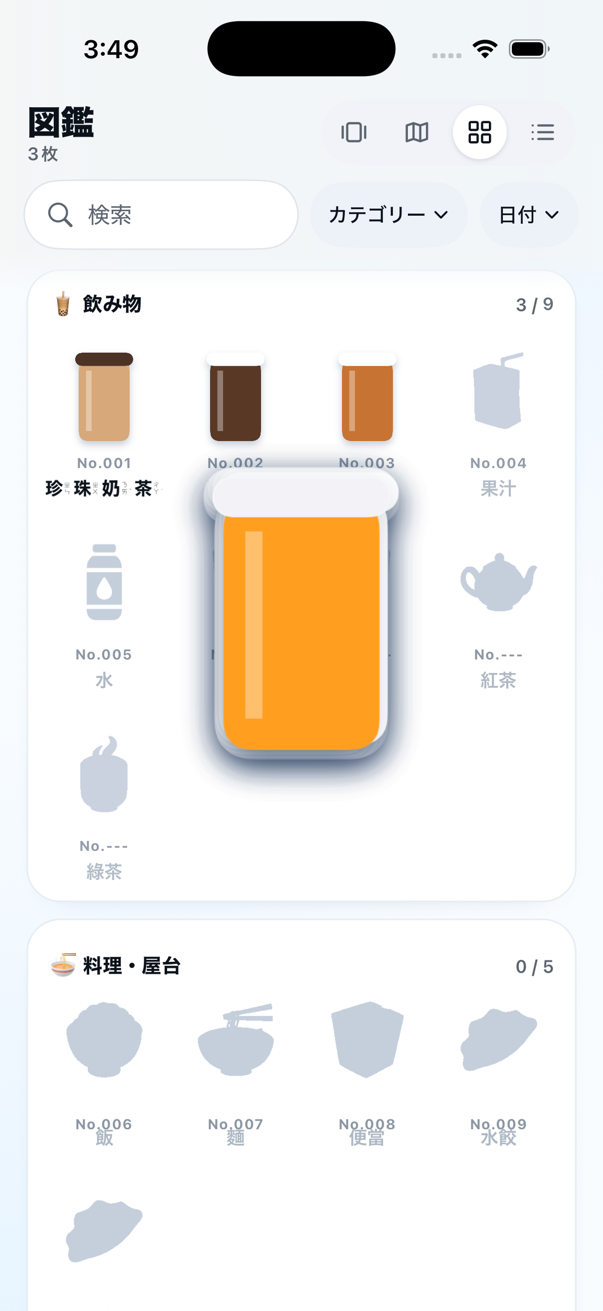 3:49
図鑑
3枚
検索
カテゴリー
日付
飲み物
3 / 9
No.001
No.002
No.003
No.004
珍珠奶茶
果汁
No.005
No.---
水
紅茶
No.---
綠茶
料理・屋台
0 / 5
No.006
No.007
No.008
No.009
飯
麵
便當
水餃